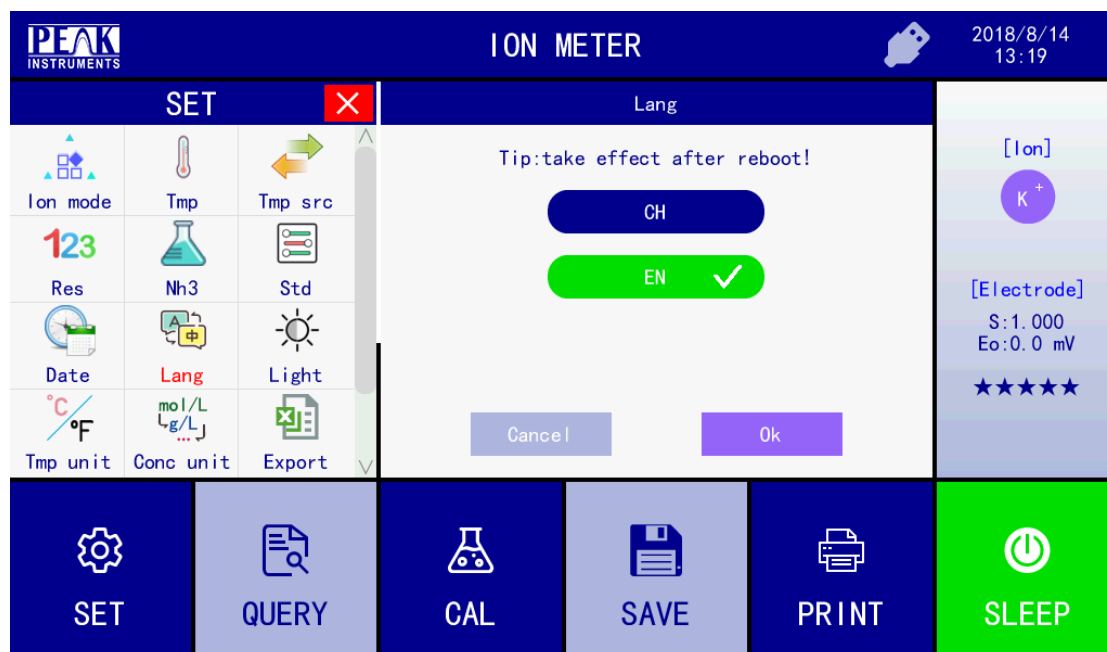 PEAK
INSTRUMENTS
ION METER
2018/8/14
13:19
SET
Lang
Ion mode
Tmp
Tmp src
123
Res
Nh3
Std
Date
A
中
Lang
Light
°C/°F
Tmp unit
mol/L
g/L
...
Conc unit
X
Export
Tip:take effect after reboot!
CH
EN
Cancel
Ok
[Ion]
K+
[Electrode]
S:1.000
Eo:0.0 mV
★★★★★
SET
QUERY
CAL
SAVE
PRINT
SLEEP